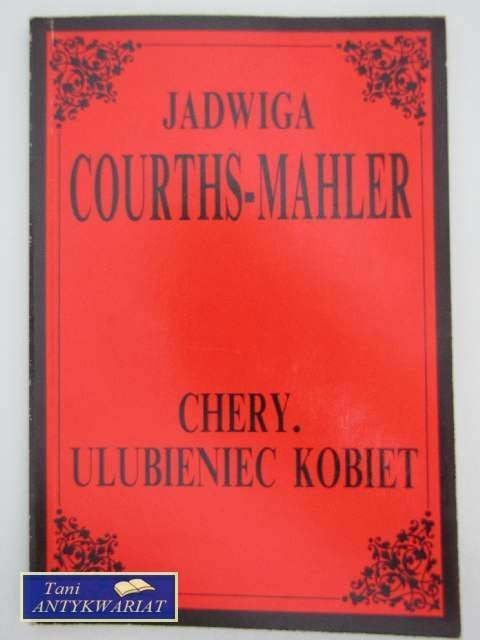 JADWIGA
COURTHS-MAHLER
CHERY.
ULUBIENIEC KOBIET
Tani
ANTYKWARIAT